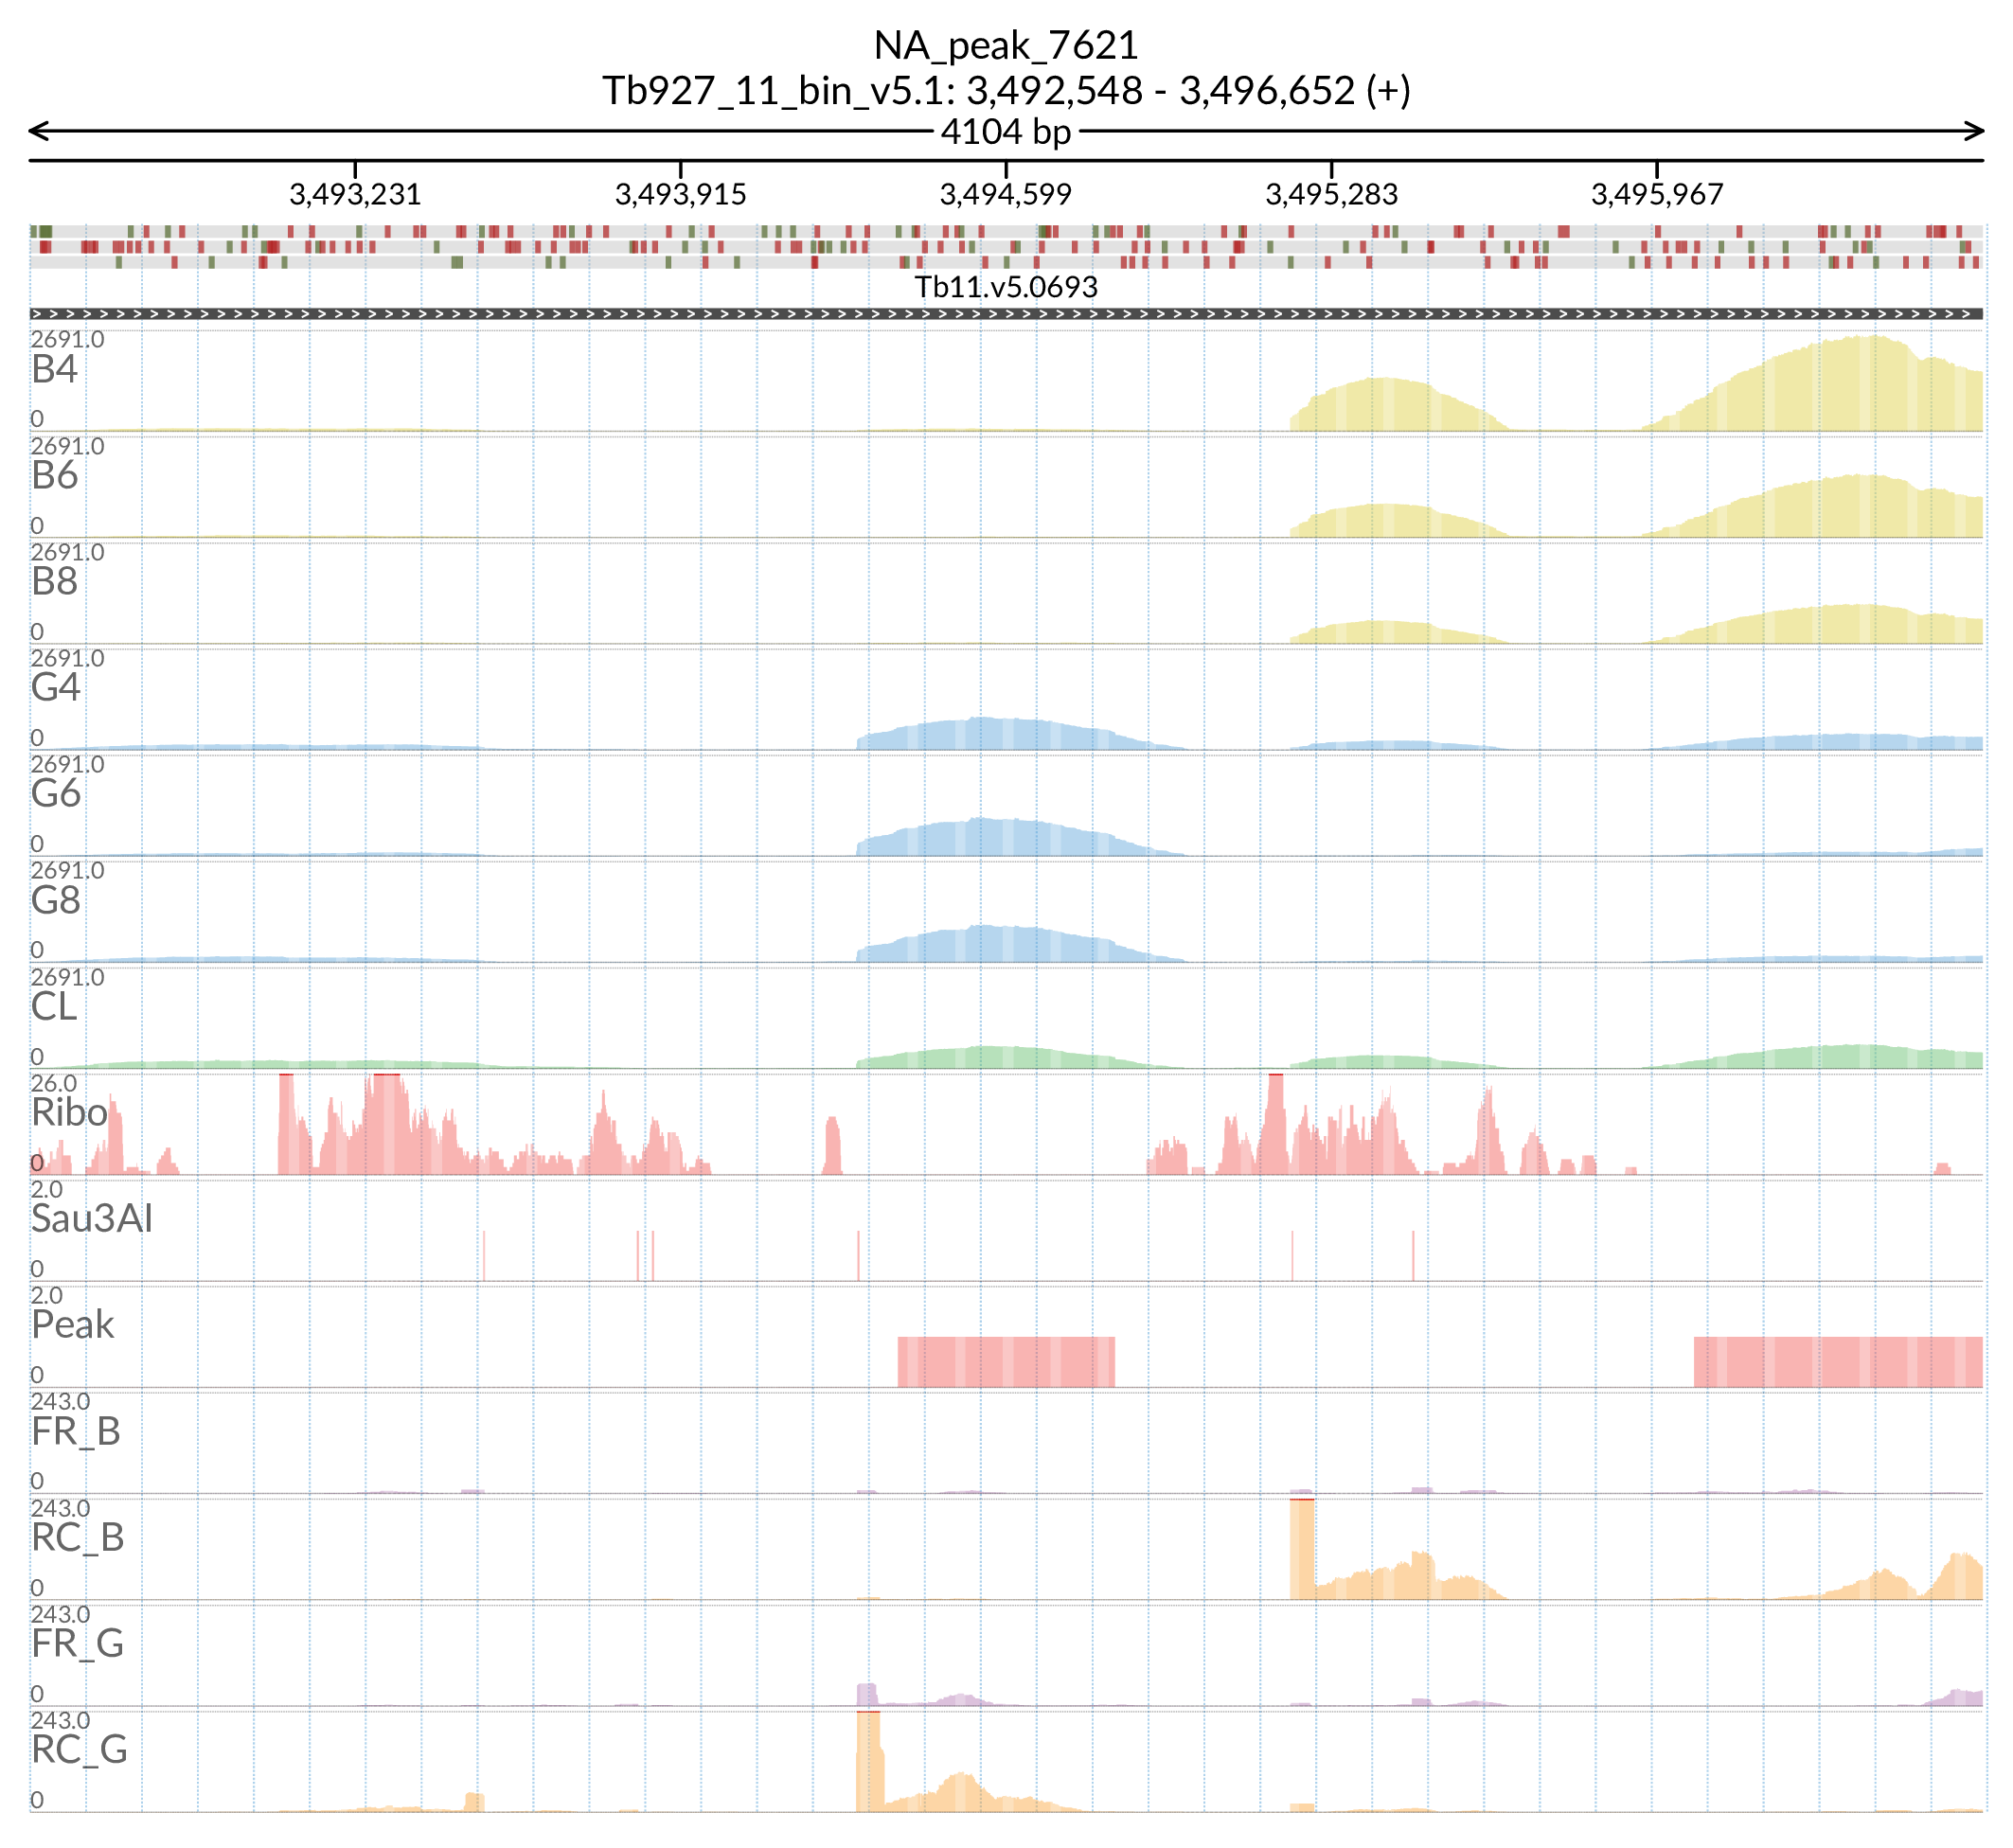 NA_peak_7621
Tb927_11_bin_v5.1: 3,492,548 - 3,496,652 (+)
4104 bp
3,493,231 3,493,915 3,494,599 3,495,283 3,495,967
Tb11.v5.0693
2691.0
B4
0
2691.0
B6
0
2691.0
B8
0
2691.0
G4
0
2691.0
G6
0
2691.0
G8
0
2691.0
CL
0
26.0
Ribo
0
2.0
Sau3AI
0
2.0
Peak
0
243.0
FR_B
0
243.0
RC_B
0
243.0
FR_G
0
243.0
RC_G
0